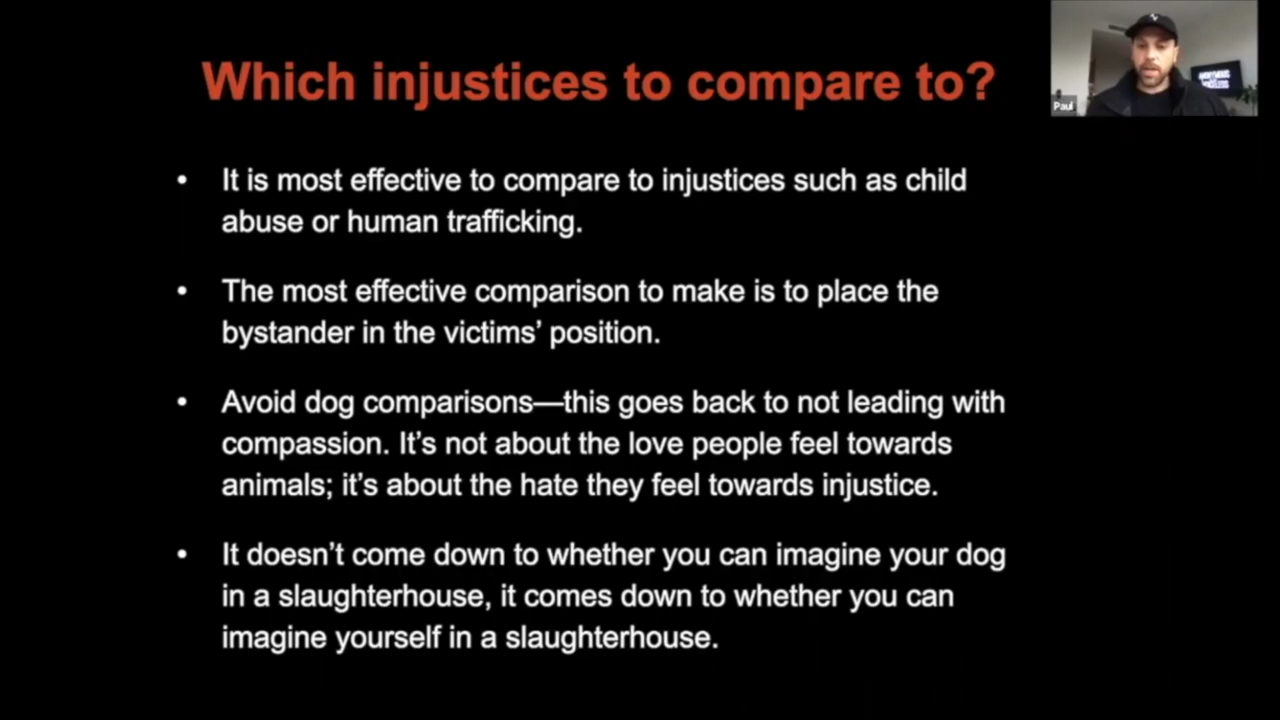 Which injustices to compare to?
Paul
ANONYMOUS
VOICELESS
• It is most effective to compare to injustices such as child
abuse or human trafficking.
• The most effective comparison to make is to place the
bystander in the victims’ position.
• Avoid dog comparisons—this goes back to not leading with
compassion. It’s not about the love people feel towards
animals; it’s about the hate they feel towards injustice.
• It doesn’t come down to whether you can imagine your dog
in a slaughterhouse, it comes down to whether you can
imagine yourself in a slaughterhouse.